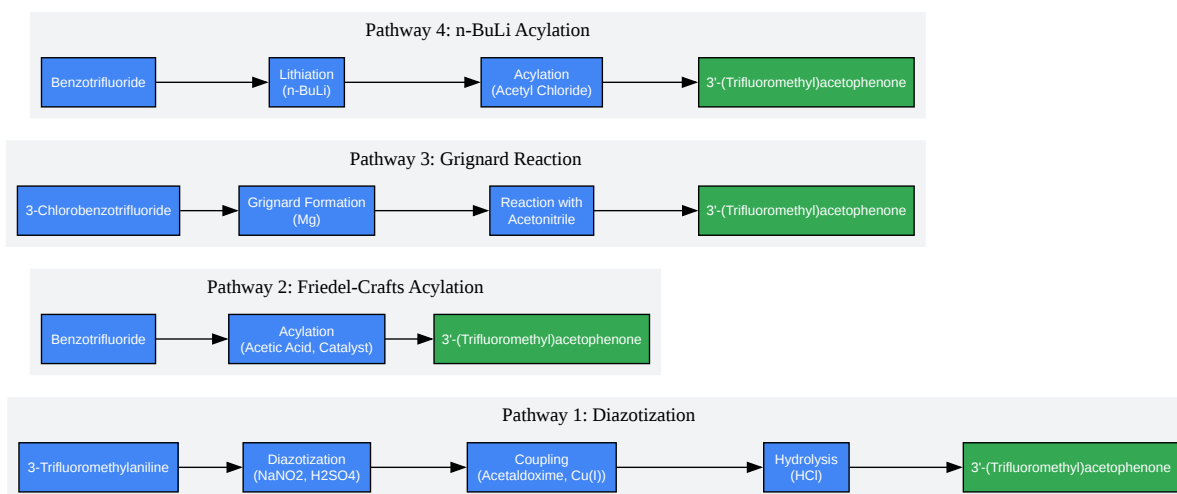 Pathway 4: n-BuLi Acylation
Benzotrifluoride
Lithiation
(n-BuLi)
Acylation
(Acetyl Chloride)
3'-(Trifluoromethyl)acetophenone
Pathway 3: Grignard Reaction
3-Chlorobenzotrifluoride
Grignard Formation
(Mg)
Reaction with
Acetonitrile
3'-(Trifluoromethyl)acetophenone
Pathway 2: Friedel-Crafts Acylation
Benzotrifluoride
Acylation
(Acetic Acid, Catalyst)
3'-(Trifluoromethyl)acetophenone
Pathway 1: Diazotization
3-Trifluoromethylaniline
Diazotization
(NaNO2, H2SO4)
Coupling
(Acetaldoxime, Cu(I))
Hydrolysis
(HCl)
3'-(Trifluoromethyl)acetophenone